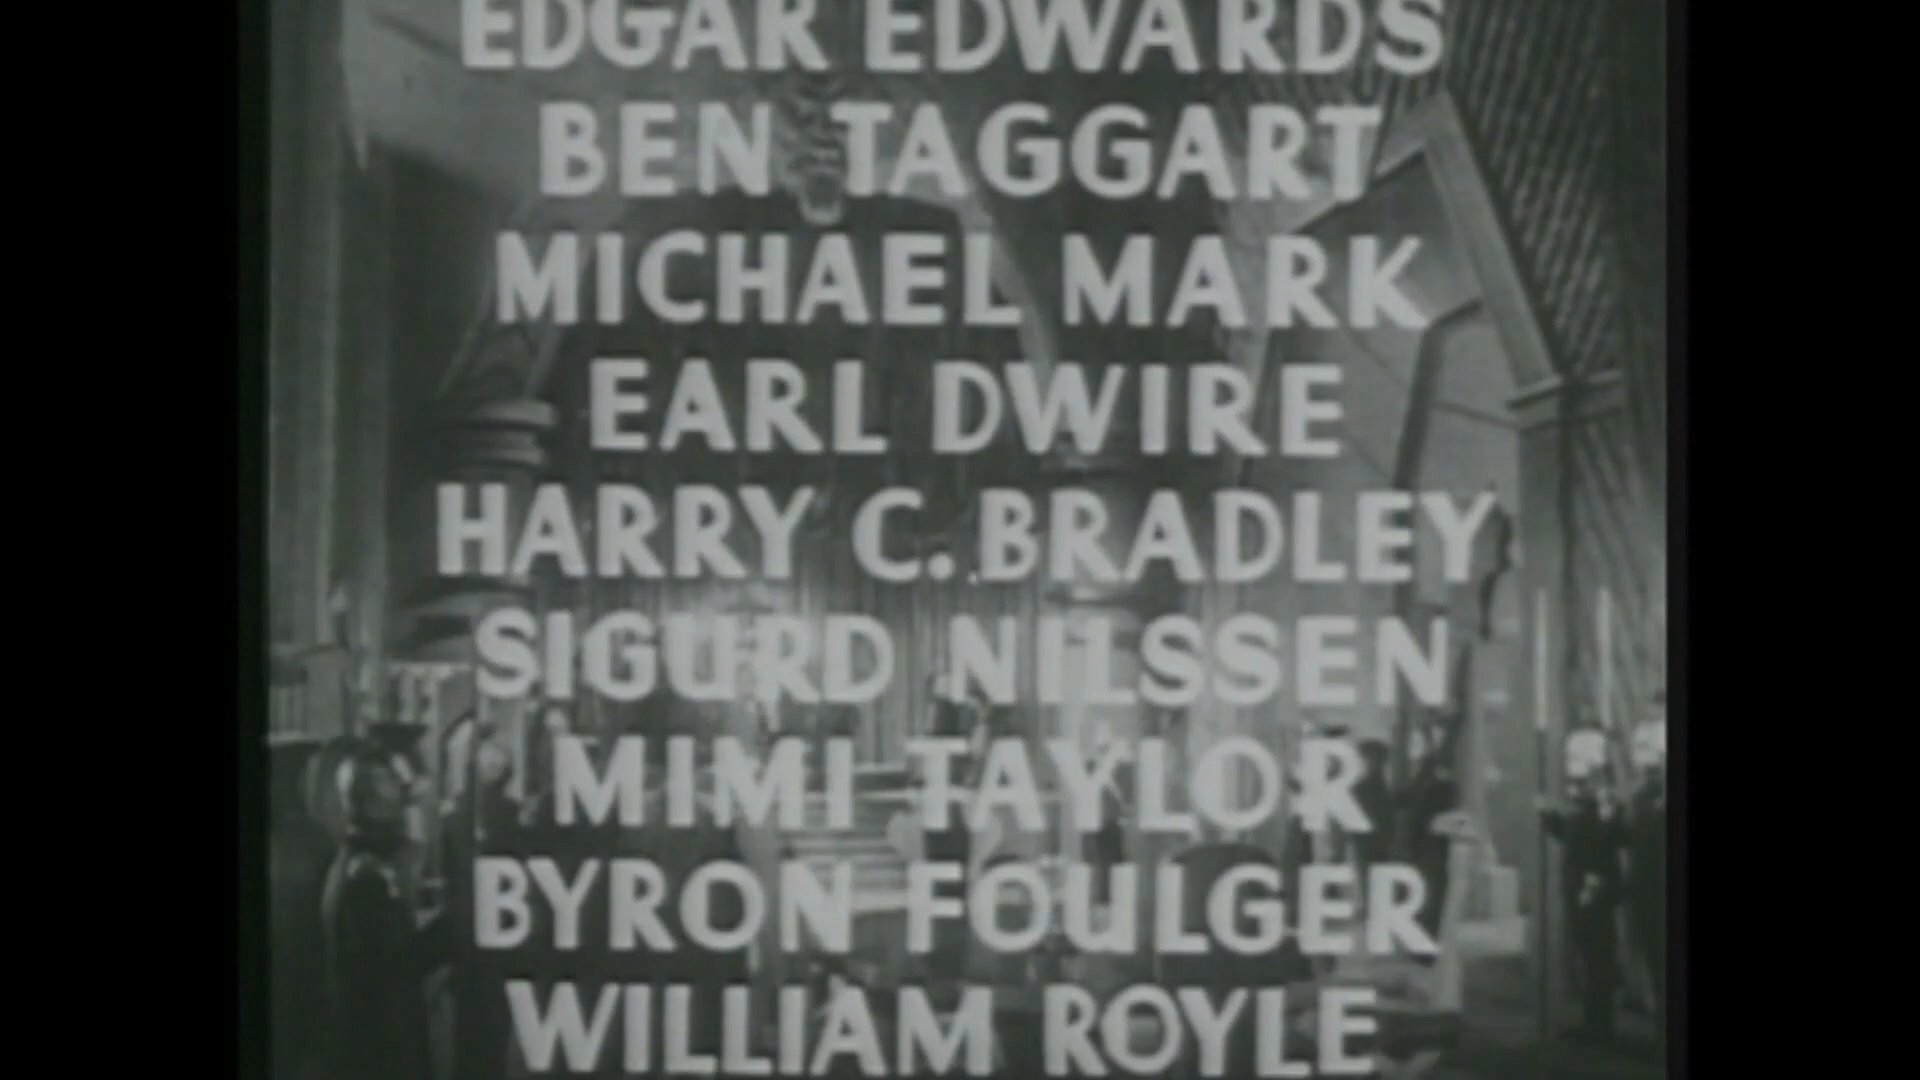 EDGAR EDWARDS
BEN TAGGART
MICHAEL MARK
EARL DWIRE
HARRY C. BRADLEY
SIGURD NILSSEN
MIMI TAYLOR
BYRON FOULGER
WILLIAM ROYLE